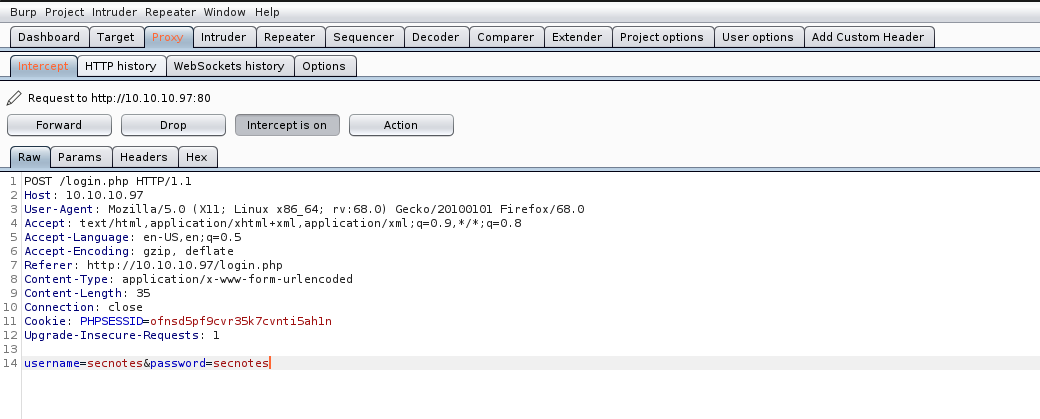 Burp Project Intruder Repeater Window Help
Dashboard Target Proxy Intruder Repeater Sequencer Decoder Comparer Extender Project options User options Add Custom Header
Intercept HTTP history WebSockets history Options
Request to http://10.10.10.97:80
Forward Drop Intercept is on Action
Raw Params Headers Hex
1 POST /login.php HTTP/1.1
2 Host: 10.10.10.97
3 User-Agent: Mozilla/5.0 (X11; Linux x86_64; rv:68.0) Gecko/20100101 Firefox/68.0
4 Accept: text/html,application/xhtml+xml,application/xml;q=0.9,*/*;q=0.8
5 Accept-Language: en-US,en;q=0.5
6 Accept-Encoding: gzip, deflate
7 Referer: http://10.10.10.97/login.php
8 Content-Type: application/x-www-form-urlencoded
9 Content-Length: 35
10 Connection: close
11 Cookie: PHPSESSID=ofnsd5pf9cvr35k7cvnti5ah1n
12 Upgrade-Insecure-Requests: 1
13
14 username=secnotes&password=secnotes